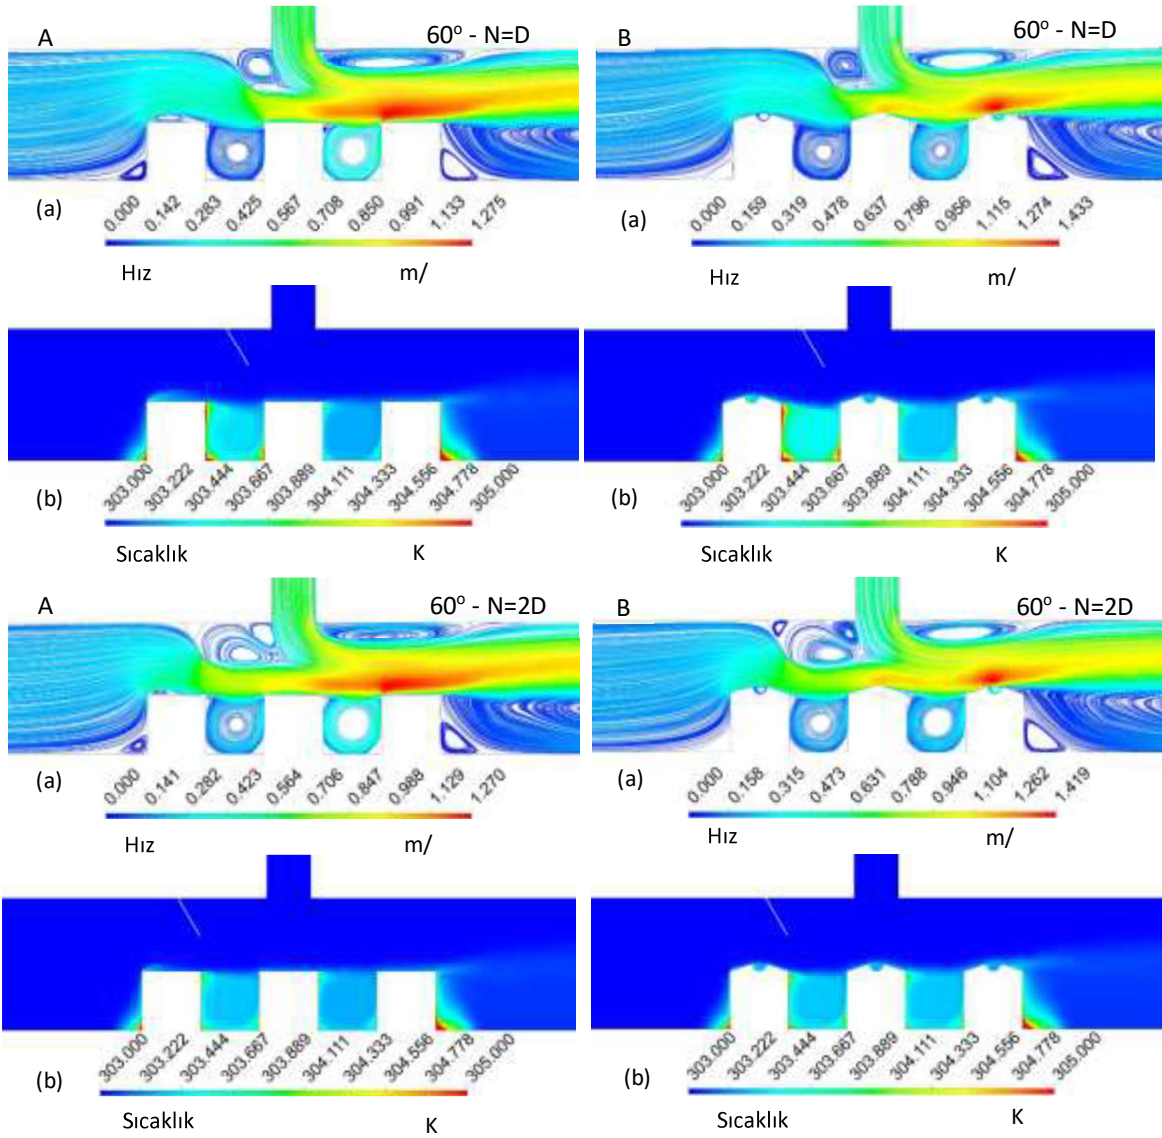 A
60º - N=D
(a)
0.000 0.142 0.283 0.425 0.567 0.708 0.850 0.991 1.133 1.275
Hız m/
(b)
303.000 303.222 303.444 303.667 303.889 304.111 304.333 304.556 304.778 305.000
Sıcaklık K
B
60º - N=D
(a)
0.000 0.159 0.319 0.478 0.637 0.796 0.956 1.115 1.274 1.433
Hız m/
(b)
303.000 303.222 303.444 303.667 303.889 304.111 304.333 304.556 304.778 305.000
Sıcaklık K
A
60º - N=2D
(a)
0.000 0.141 0.282 0.423 0.564 0.706 0.847 0.988 1.129 1.270
Hız m/
(b)
303.000 303.222 303.444 303.667 303.889 304.111 304.333 304.556 304.778 305.000
Sıcaklık K
B
60º - N=2D
(a)
0.000 0.158 0.315 0.473 0.631 0.788 0.946 1.104 1.262 1.419
Hız m/
(b)
303.000 303.222 303.444 303.667 303.889 304.111 304.333 304.556 304.778 305.000
Sıcaklık K